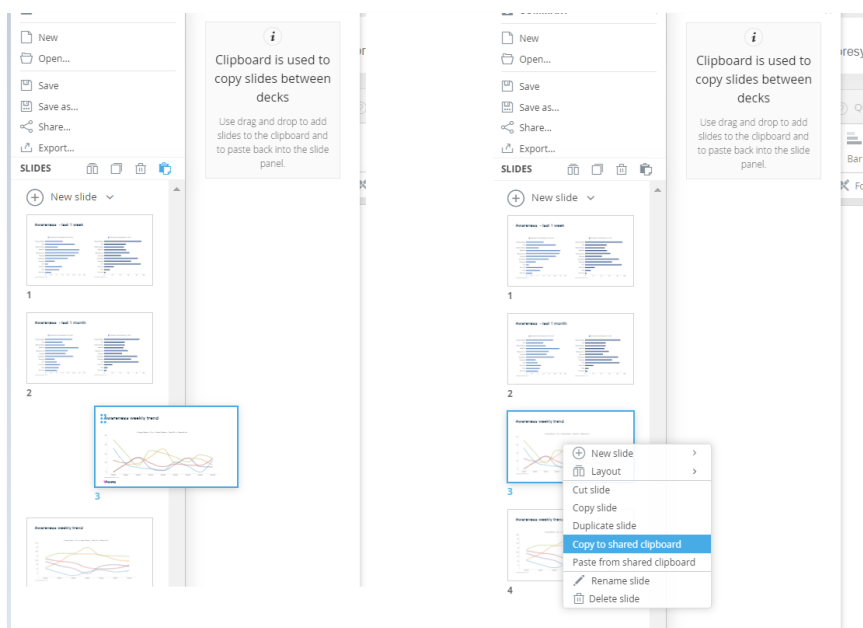 New
Open...
Save
Save as...
Share...
Export...
SLIDES
New slide
Awareness - last 1 week
1
Awareness - last 1 month
2
Awareness weekly trend
3
Awareness weekly trend
i
Clipboard is used to
copy slides between
decks
Use drag and drop to add
slides to the clipboard and
to paste back into the slide
panel.
New
Open...
Save
Save as...
Share...
Export...
SLIDES
New slide
Awareness - last 1 week
1
Awareness - last 1 month
2
Awareness weekly trend
3
4
New slide
Layout
Cut slide
Copy slide
Duplicate slide
Copy to shared clipboard
Paste from shared clipboard
Rename slide
Delete slide
i
Clipboard is used to
copy slides between
decks
Use drag and drop to add
slides to the clipboard and
to paste back into the slide
panel.
Bar